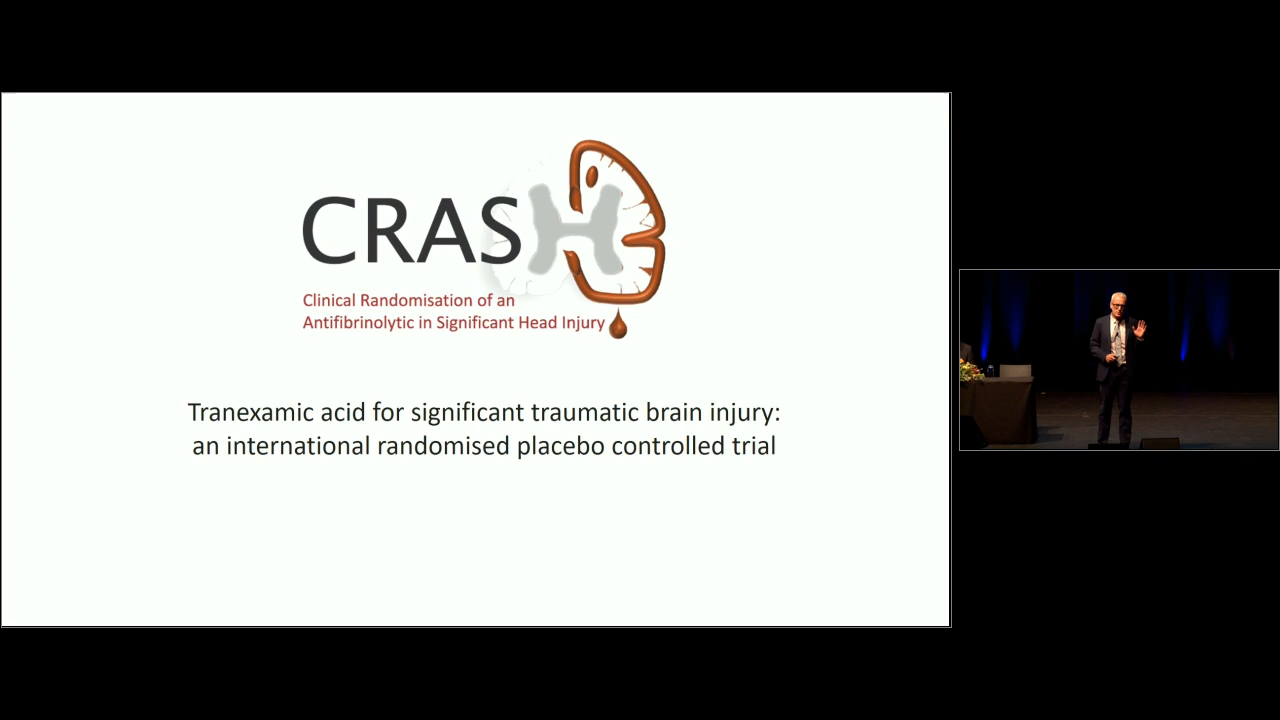 CRASH
Clinical Randomisation of an
Antifibrinolytic in Significant Head Injury
Tranexamic acid for significant traumatic brain injury:
an international randomised placebo controlled trial